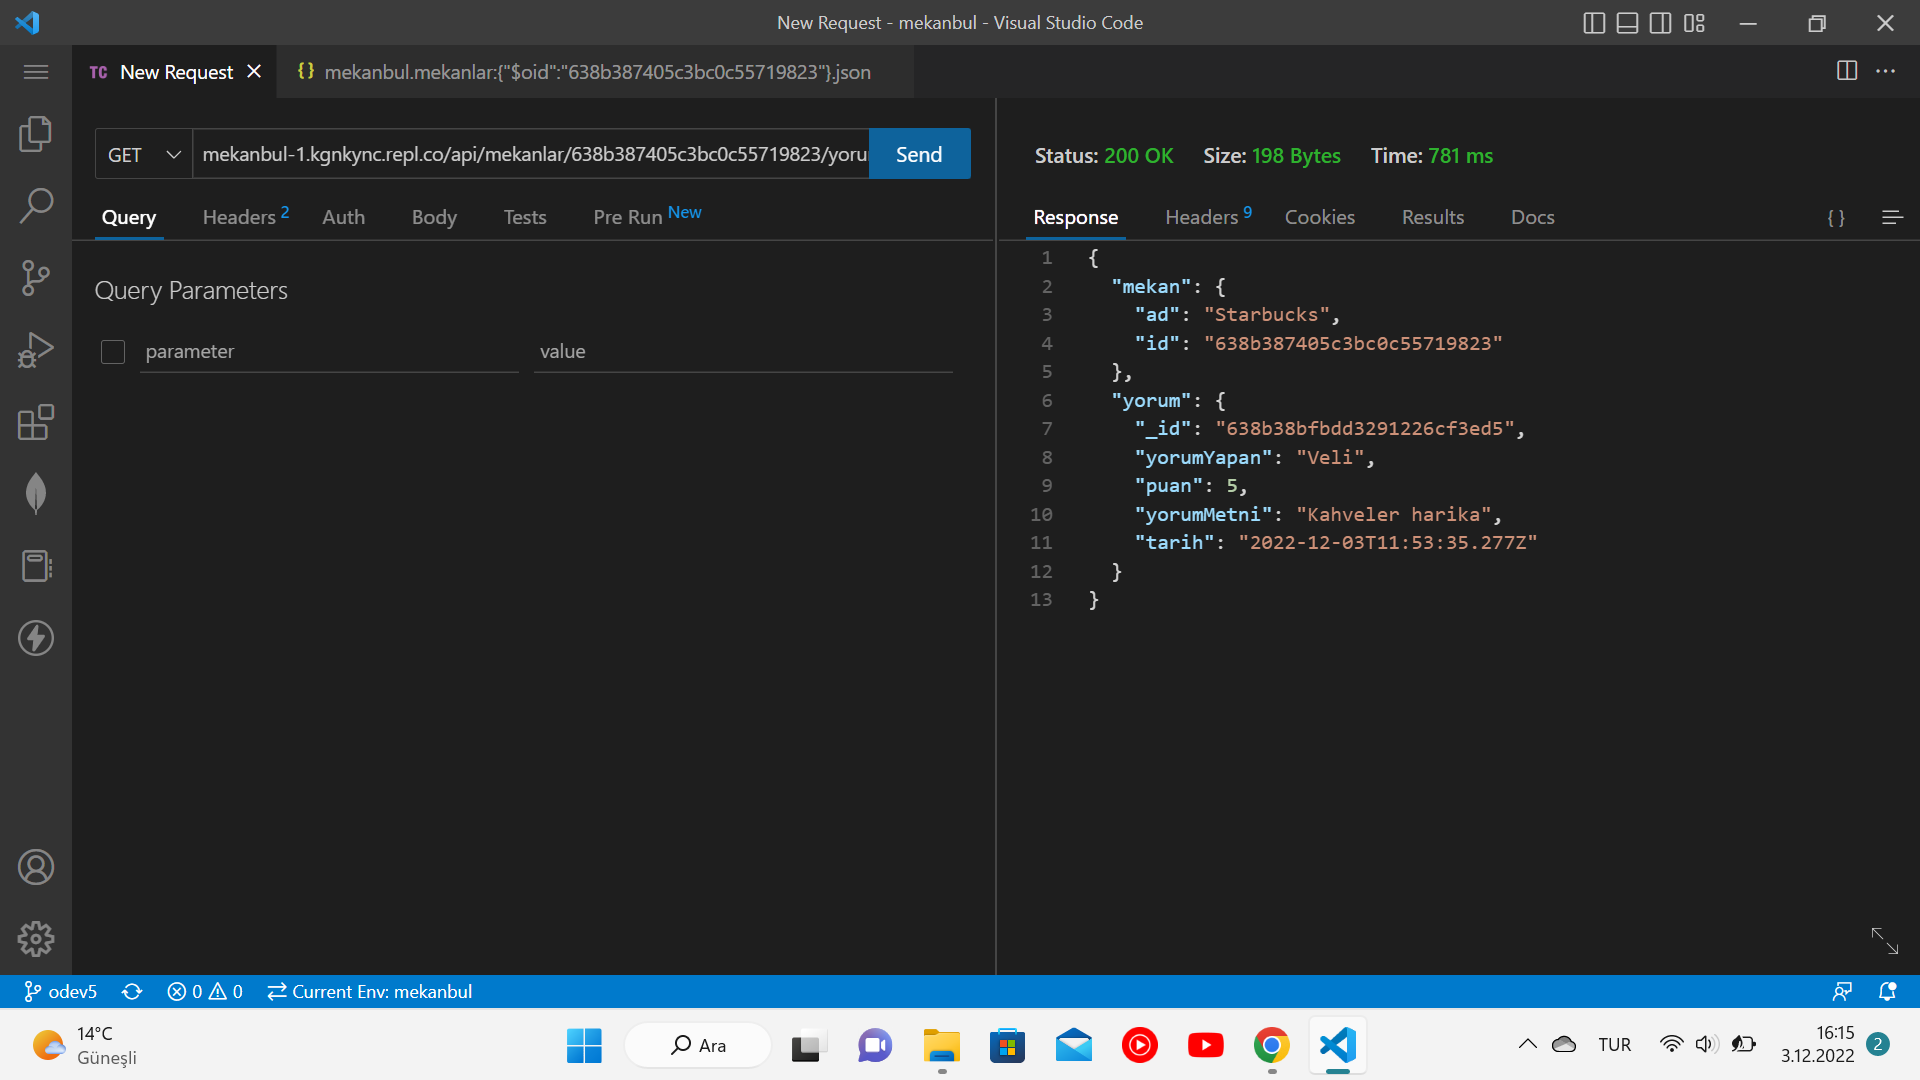 New Request - mekanbul - Visual Studio Code
TC New Request
{} mekanbul.mekanlar:{"$oid":"638b387405c3bc0c55719823"}.json
GET
mekanbul-1.kgnkync.repl.co/api/mekanlar/638b387405c3bc0c55719823/yoru
Send
Query
Headers 2
Auth
Body
Tests
Pre Run New
Query Parameters
parameter
value
Status: 200 OK Size: 198 Bytes Time: 781 ms
Response
Headers 9
Cookies
Results
Docs
{ }
1 {
2 "mekan": {
3 "ad": "Starbucks",
4 "id": "638b387405c3bc0c55719823"
5 },
6 "yorum": {
7 "_id": "638b38bfbdd3291226cf3ed5",
8 "yorumYapan": "Veli",
9 "puan": 5,
10 "yorumMetni": "Kahveler harika",
11 "tarih": "2022-12-03T11:53:35.277Z"
12 }
13 }
odev5
0 0
Current Env: mekanbul
14°C
Güneşli
Ara
TUR
16:15
3.12.2022
2